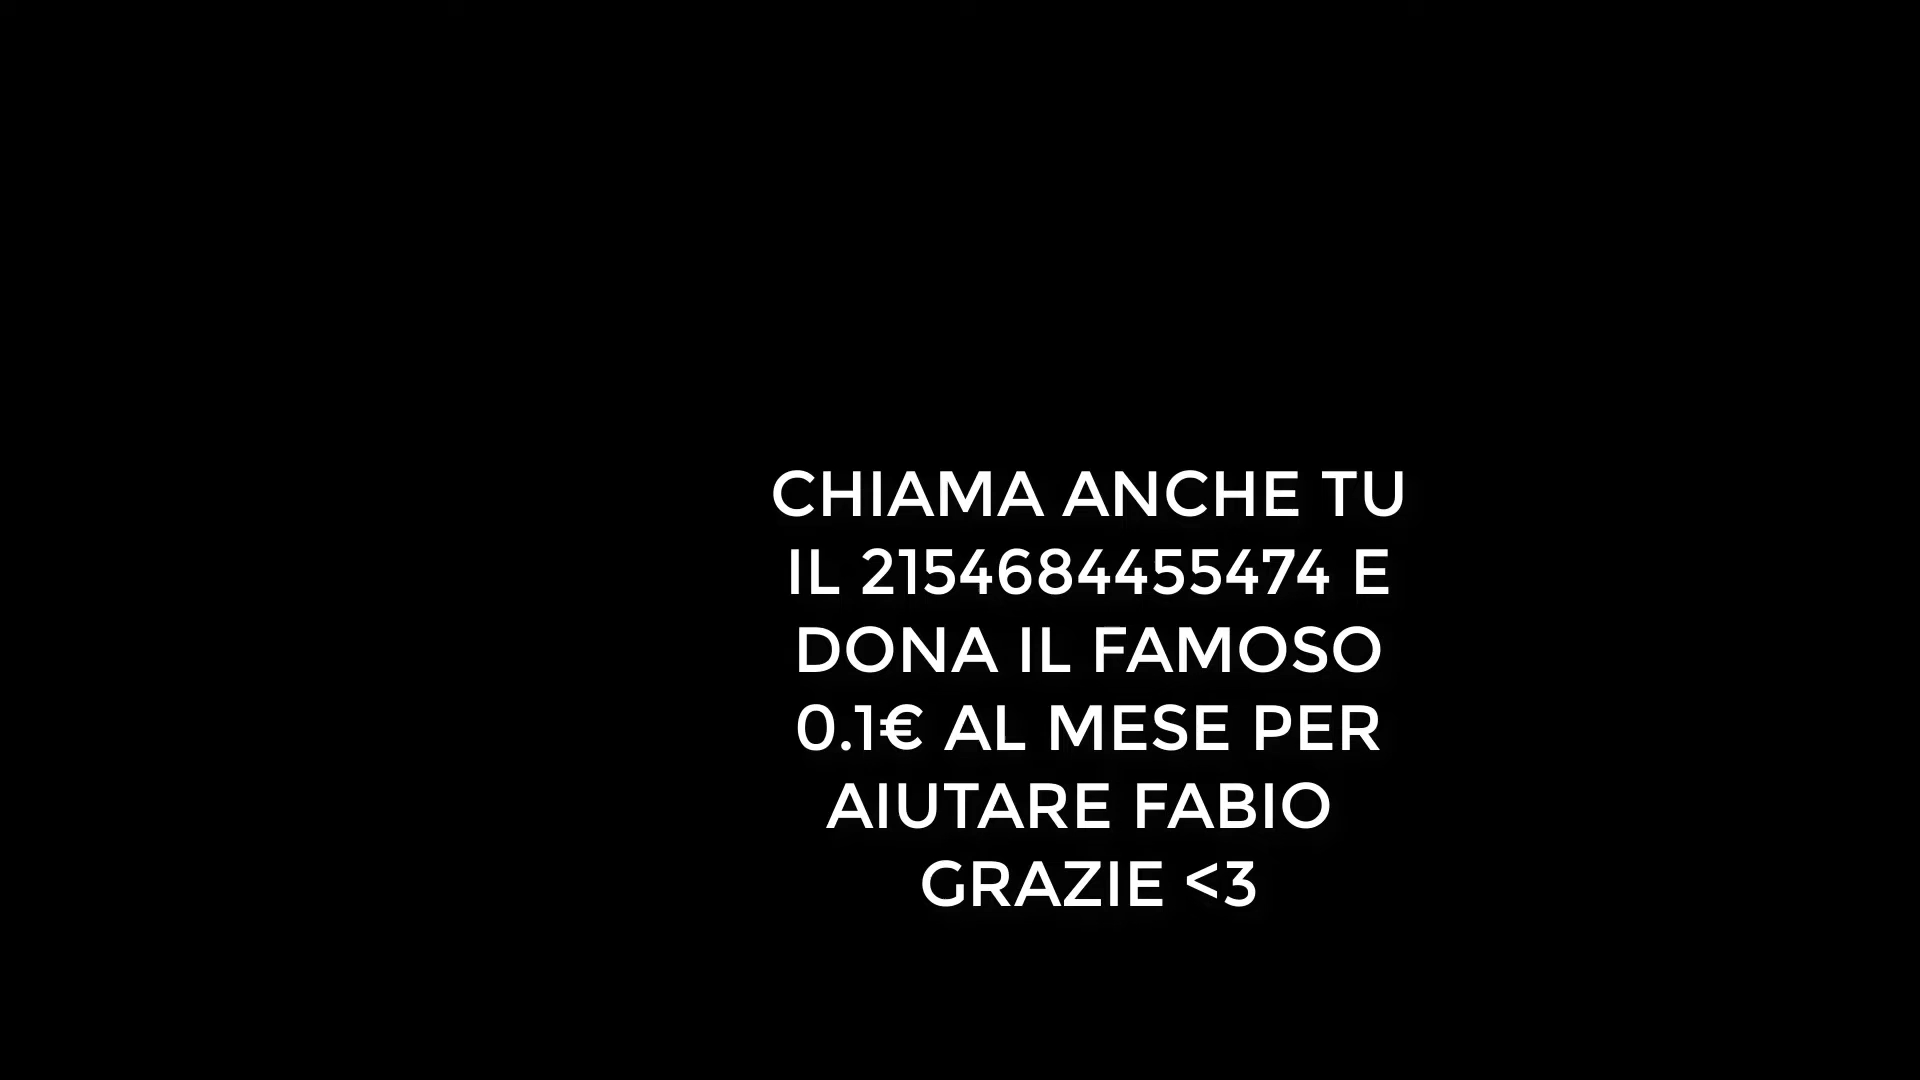 CHIAMA ANCHE TU
IL 2154684455474 E
DONA IL FAMOSO
0.1€ AL MESE PER
AIUTARE FABIO
GRAZIE <3